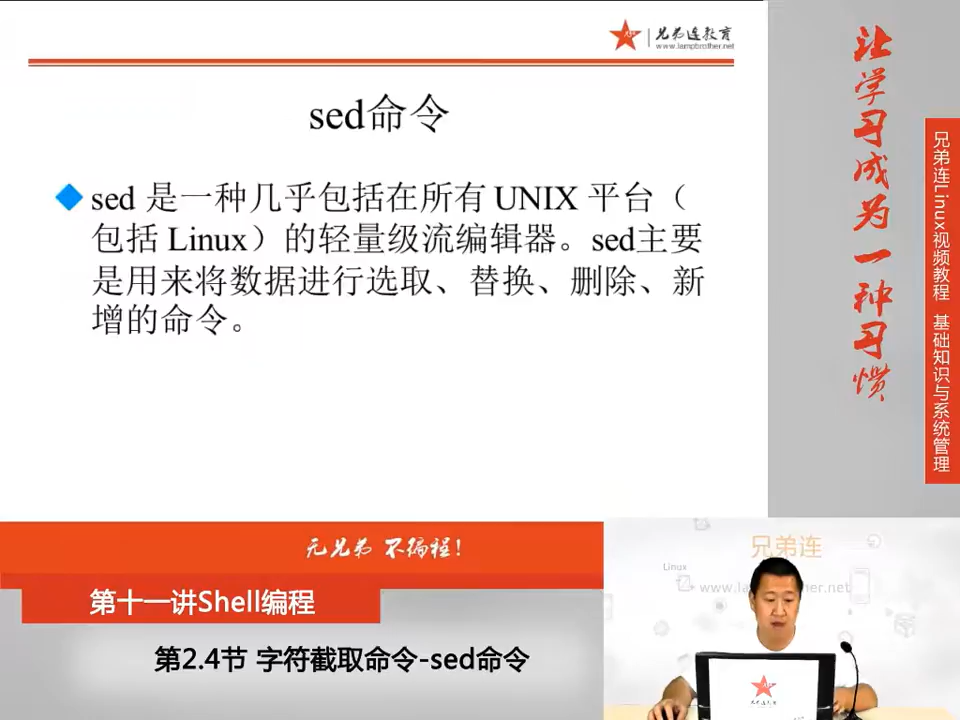 兄弟连教育
www.lampbrother.net
sed命令
sed 是一种几乎包括在所有 UNIX 平台（
包括 Linux）的轻量级流编辑器。sed主要
是用来将数据进行选取、替换、删除、新
增的命令。
让学习成为一种习惯
兄弟连Linux视频教程 基础知识与系统管理
无兄弟 不编程！
第十一讲Shell编程
第2.4节 字符截取命令-sed命令
兄弟连
Linux